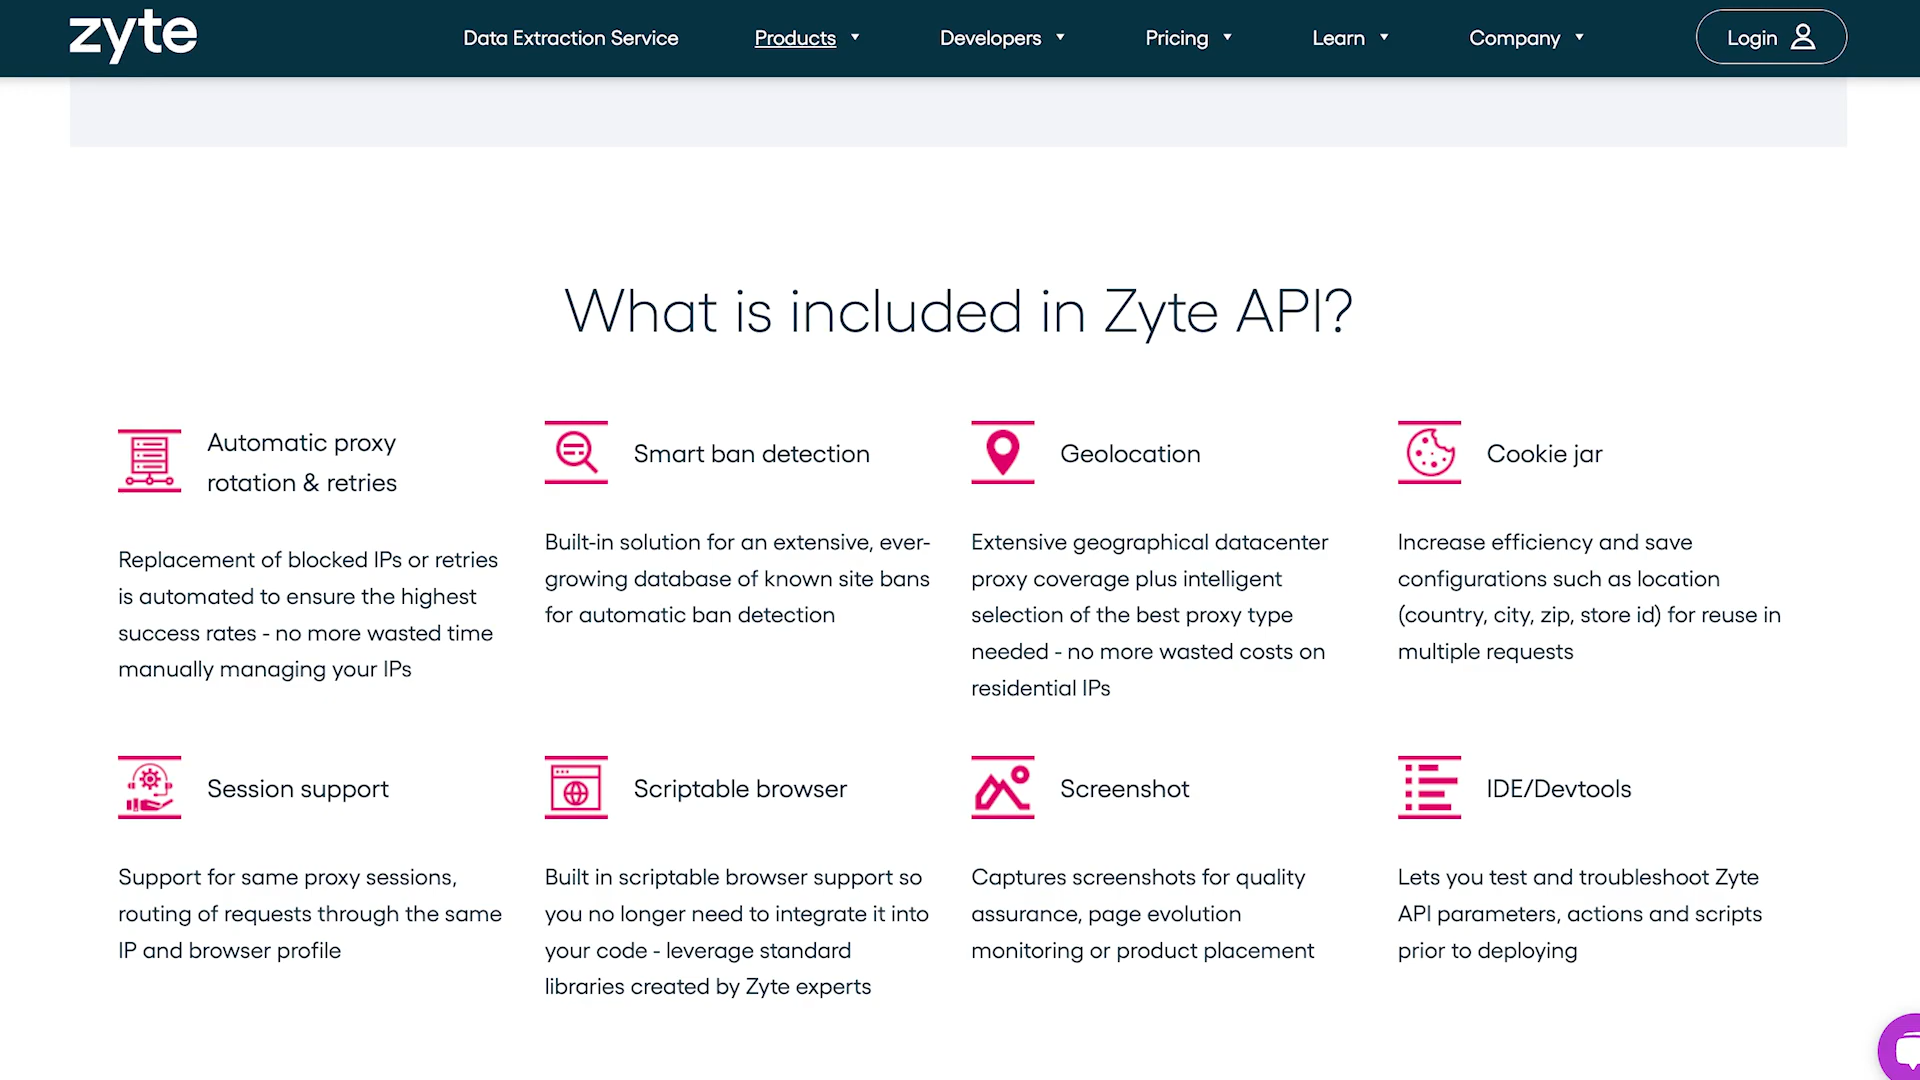 zyte
Data Extraction Service
Products
Developers
Pricing
Learn
Company
Login
What is included in Zyte API?
Automatic proxy
rotation & retries
Replacement of blocked IPs or retries
is automated to ensure the highest
success rates - no more wasted time
manually managing your IPs
Smart ban detection
Built-in solution for an extensive, ever-
growing database of known site bans
for automatic ban detection
Geolocation
Extensive geographical datacenter
proxy coverage plus intelligent
selection of the best proxy type
needed - no more wasted costs on
residential IPs
Cookie jar
Increase efficiency and save
configurations such as location
(country, city, zip, store id) for reuse in
multiple requests
Session support
Support for same proxy sessions,
routing of requests through the same
IP and browser profile
Scriptable browser
Built in scriptable browser support so
you no longer need to integrate it into
your code - leverage standard
libraries created by Zyte experts
Screenshot
Captures screenshots for quality
assurance, page evolution
monitoring or product placement
IDE/Devtools
Lets you test and troubleshoot Zyte
API parameters, actions and scripts
prior to deploying